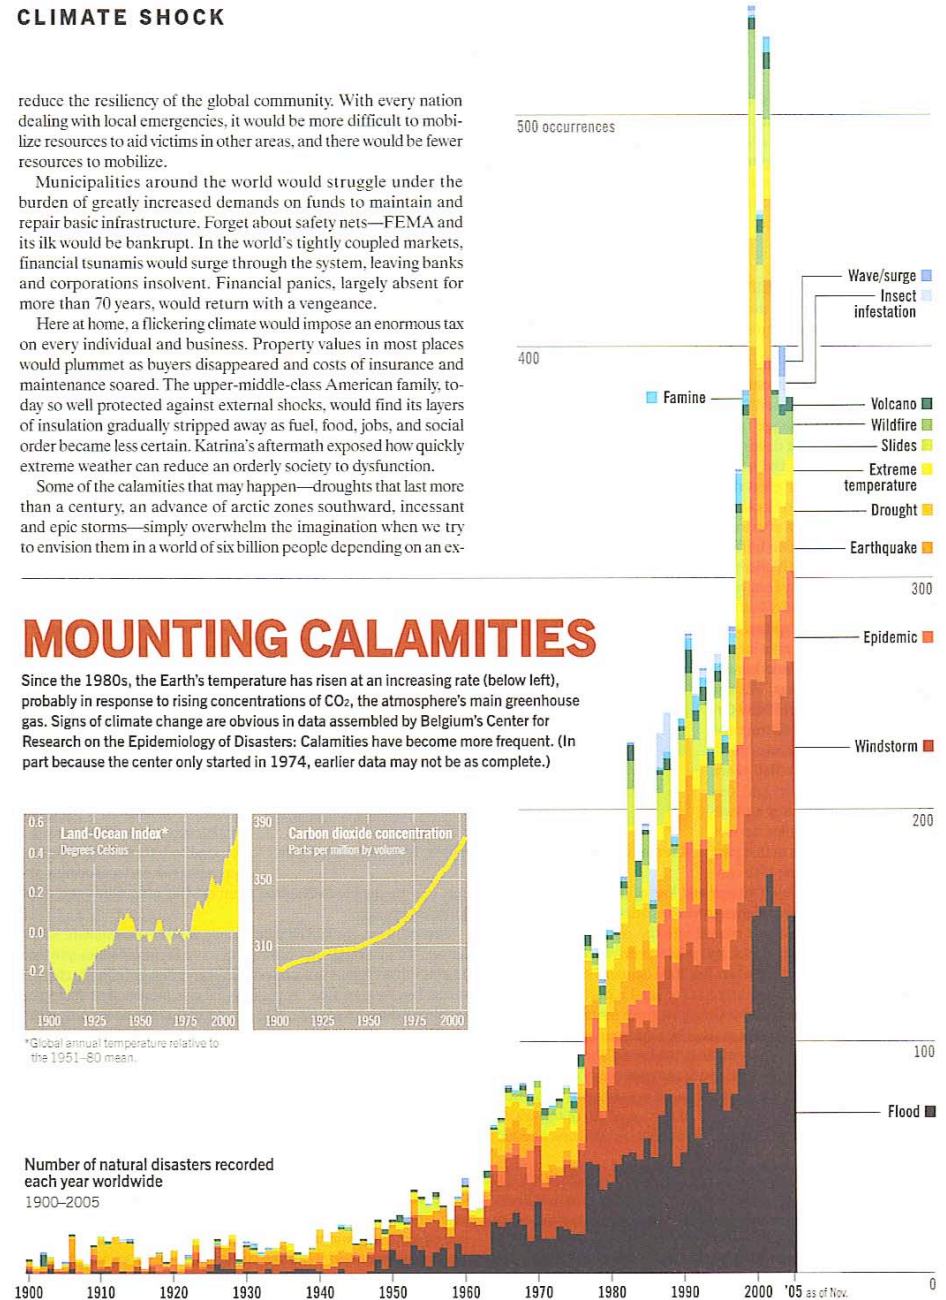 CLIMATE SHOCK
reduce the resiliency of the global community. With every nation
dealing with local emergencies, it would be more difficult to mobi-
lize resources to aid victims in other areas, and there would be fewer
resources to mobilize.
Municipalities around the world would struggle under the
burden of greatly increased demands on funds to maintain and
repair basic infrastructure. Forget about safety nets—FEMA and
its ilk would be bankrupt. In the world's tightly coupled markets,
financial tsunamis would surge through the system, leaving banks
and corporations insolvent. Financial panics, largely absent for
more than 70 years, would return with a vengeance.
Here at home, a flickering climate would impose an enormous tax
on every individual and business. Property values in most places
would plummet as buyers disappeared and costs of insurance and
maintenance soared. The upper-middle-class American family, to-
day so well protected against external shocks, would find its layers
of insulation gradually stripped away as fuel, food, jobs, and social
order became less certain. Katrina's aftermath exposed how quickly
extreme weather can reduce an orderly society to dysfunction.
Some of the calamities that may happen—droughts that last more
than a century, an advance of arctic zones southward, incessant
and epic storms—simply overwhelm the imagination when we try
to envision them in a world of six billion people depending on an ex-
MOUNTING CALAMITIES
Since the 1980s, the Earth's temperature has risen at an increasing rate (below left),
probably in response to rising concentrations of CO₂, the atmosphere's main greenhouse
gas. Signs of climate change are obvious in data assembled by Belgium's Center for
Research on the Epidemiology of Disasters: Calamities have become more frequent. (In
part because the center only started in 1974, earlier data may not be as complete.)
Land-Ocean Index*
Degrees Celsius
0.6
0.4
0.2
0.0
-0.2
1900 1925 1950 1975 2000
*Global annual temperature relative to
the 1951–80 mean.
Carbon dioxide concentration
Parts per million by volume
390
350
310
1900 1925 1950 1975 2000
Number of natural disasters recorded
each year worldwide
1900–2005
500 occurrences
400
300
200
100
0
Wave/surge
Insect
infestation
Famine
Volcano
Wildfire
Slides
Extreme
temperature
Drought
Earthquake
Epidemic
Windstorm
Flood
1900 1910 1920 1930 1940 1950 1960 1970 1980 1990 2000 '05 as of Nov.